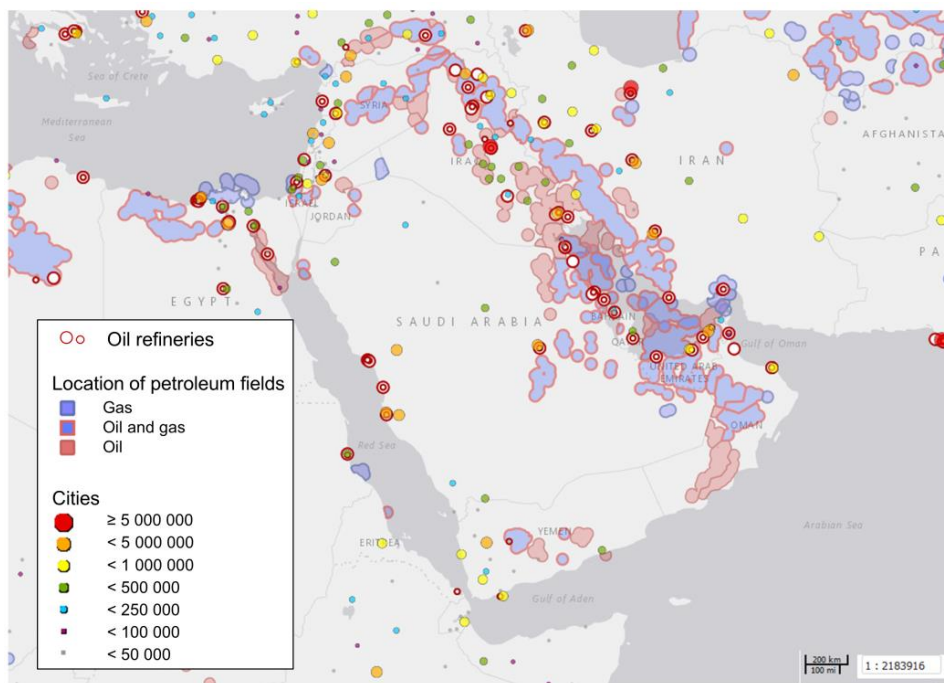 Sea of Crete
Mediterranean
Sea
SYRIA
AFGHANISTA
IRAQ
IRAN
ISRAEL
JORDAN
PA
EGYPT
SAUDI ARABIA
BAHRAIN
QA
Gulf of Oman
UNITED ARAB
EMIRATES
OMAN
Red Sea
YEMEN
ERITREA
Arabian Sea
Gulf of Aden
Oil refineries
Location of petroleum fields
Gas
Oil and gas
Oil
Cities
≥ 5 000 000
< 5 000 000
< 1 000 000
< 500 000
< 250 000
< 100 000
< 50 000
200 km
100 mi
1 : 2183916